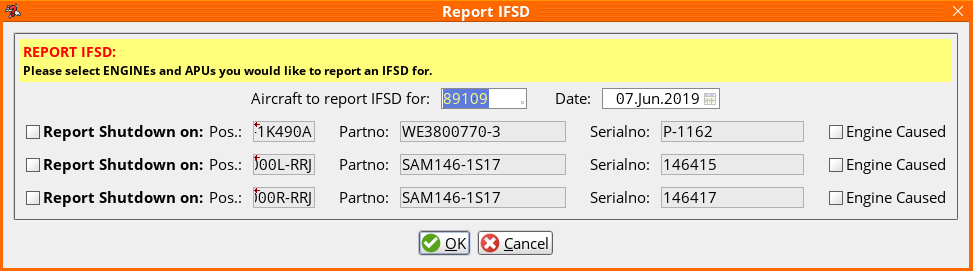 Report IFSD
REPORT IFSD:
Please select ENGINEs and APUs you would like to report an IFSD for.
Aircraft to report IFSD for: 89109 Date: 07.Jun.2019
Report Shutdown on: Pos.: 1K490A Partno: WE3800770-3 Serialno: P-1162 Engine Caused
Report Shutdown on: Pos.: 00L-RRJ Partno: SAM146-1S17 Serialno: 146415 Engine Caused
Report Shutdown on: Pos.: 00R-RRJ Partno: SAM146-1S17 Serialno: 146417 Engine Caused
OK Cancel